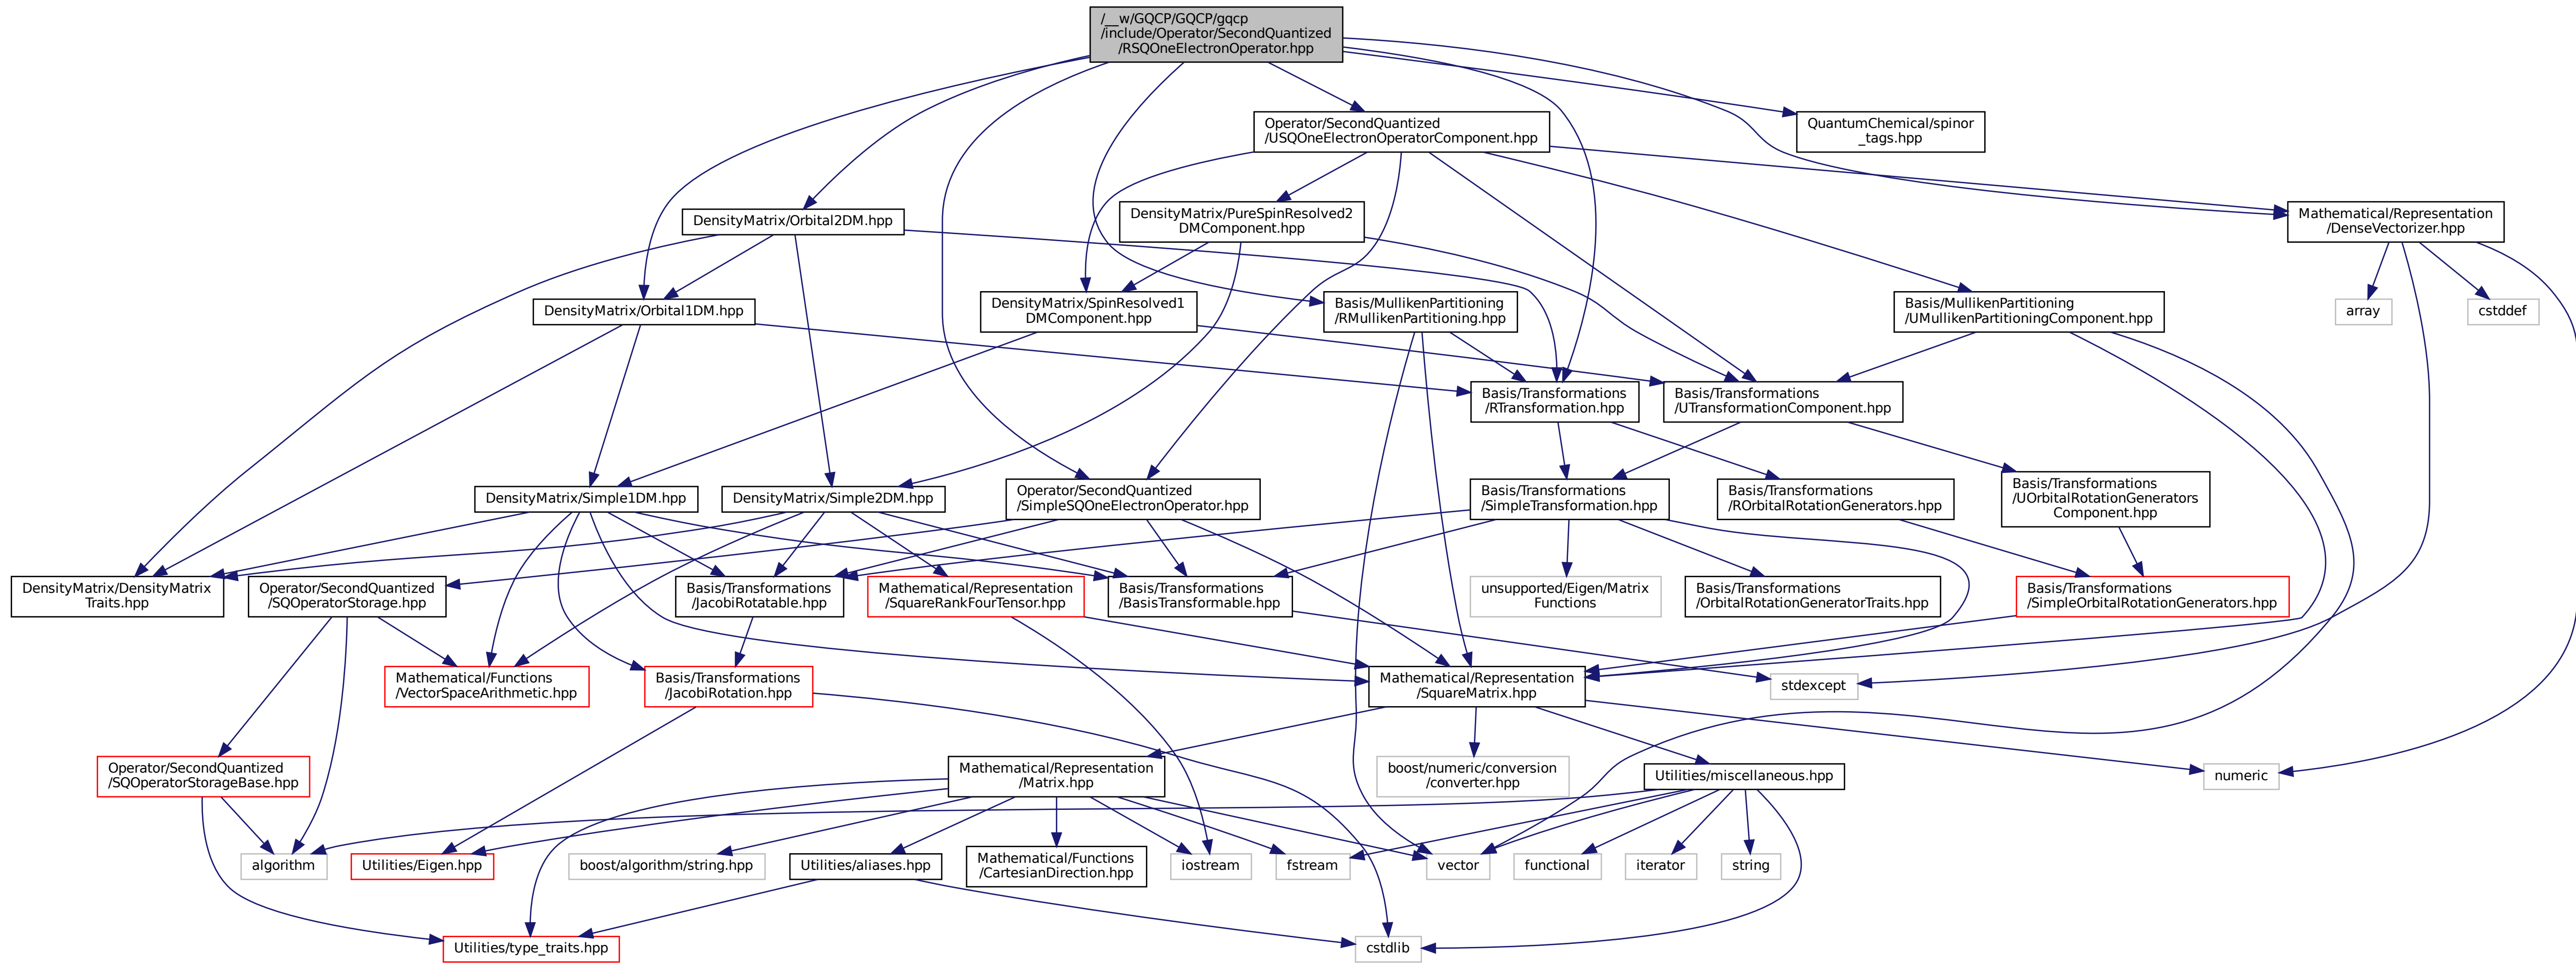 /__w/GQCP/GQCP/gqcp
/include/Operator/SecondQuantized
/RSQOneElectronOperator.hpp
Operator/SecondQuantized
/USQOneElectronOperatorComponent.hpp
QuantumChemical/spinor
_tags.hpp
DensityMatrix/Orbital2DM.hpp
DensityMatrix/PureSpinResolved2
DMComponent.hpp
Mathematical/Representation
/DenseVectorizer.hpp
DensityMatrix/Orbital1DM.hpp
DensityMatrix/SpinResolved1
DMComponent.hpp
Basis/MullikenPartitioning
/RMullikenPartitioning.hpp
Basis/MullikenPartitioning
/UMullikenPartitioningComponent.hpp
array
cstddef
Basis/Transformations
/RTransformation.hpp
Basis/Transformations
/UTransformationComponent.hpp
DensityMatrix/Simple1DM.hpp
DensityMatrix/Simple2DM.hpp
Operator/SecondQuantized
/SimpleSQOneElectronOperator.hpp
Basis/Transformations
/SimpleTransformation.hpp
Basis/Transformations
/ROrbitalRotationGenerators.hpp
Basis/Transformations
/UOrbitalRotationGenerators
Component.hpp
DensityMatrix/DensityMatrix
Traits.hpp
Operator/SecondQuantized
/SQOperatorStorage.hpp
Basis/Transformations
/JacobiRotatable.hpp
Mathematical/Representation
/SquareRankFourTensor.hpp
Basis/Transformations
/BasisTransformable.hpp
unsupported/Eigen/Matrix
Functions
Basis/Transformations
/OrbitalRotationGeneratorTraits.hpp
Basis/Transformations
/SimpleOrbitalRotationGenerators.hpp
Mathematical/Functions
/VectorSpaceArithmetic.hpp
Basis/Transformations
/JacobiRotation.hpp
Mathematical/Representation
/SquareMatrix.hpp
stdexcept
Operator/SecondQuantized
/SQOperatorStorageBase.hpp
Mathematical/Representation
/Matrix.hpp
boost/numeric/conversion
/converter.hpp
Utilities/miscellaneous.hpp
numeric
algorithm
Utilities/Eigen.hpp
boost/algorithm/string.hpp
Utilities/aliases.hpp
Mathematical/Functions
/CartesianDirection.hpp
iostream
fstream
vector
functional
iterator
string
Utilities/type_traits.hpp
cstdlib